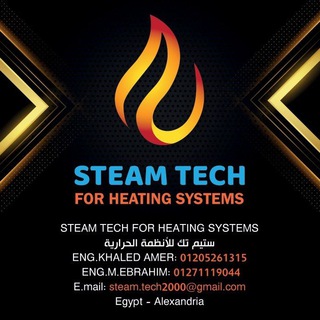 STEAM TECH
FOR HEATING SYSTEMS
STEAM TECH FOR HEATING SYSTEMS
ستيم تك للأنظمة الحرارية
ENG.KHALED AMER: 01205261315
ENG.M.EBRAHIM: 01271119044
E.mail: steam.tech2000@gmail.com
Egypt - Alexandria